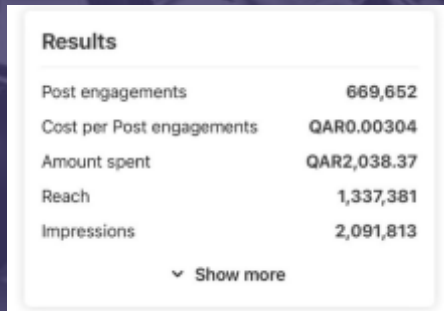 Results
Post engagements 669,652
Cost per Post engagements QAR0.00304
Amount spent QAR2,038.37
Reach 1,337,381
Impressions 2,091,813
Show more